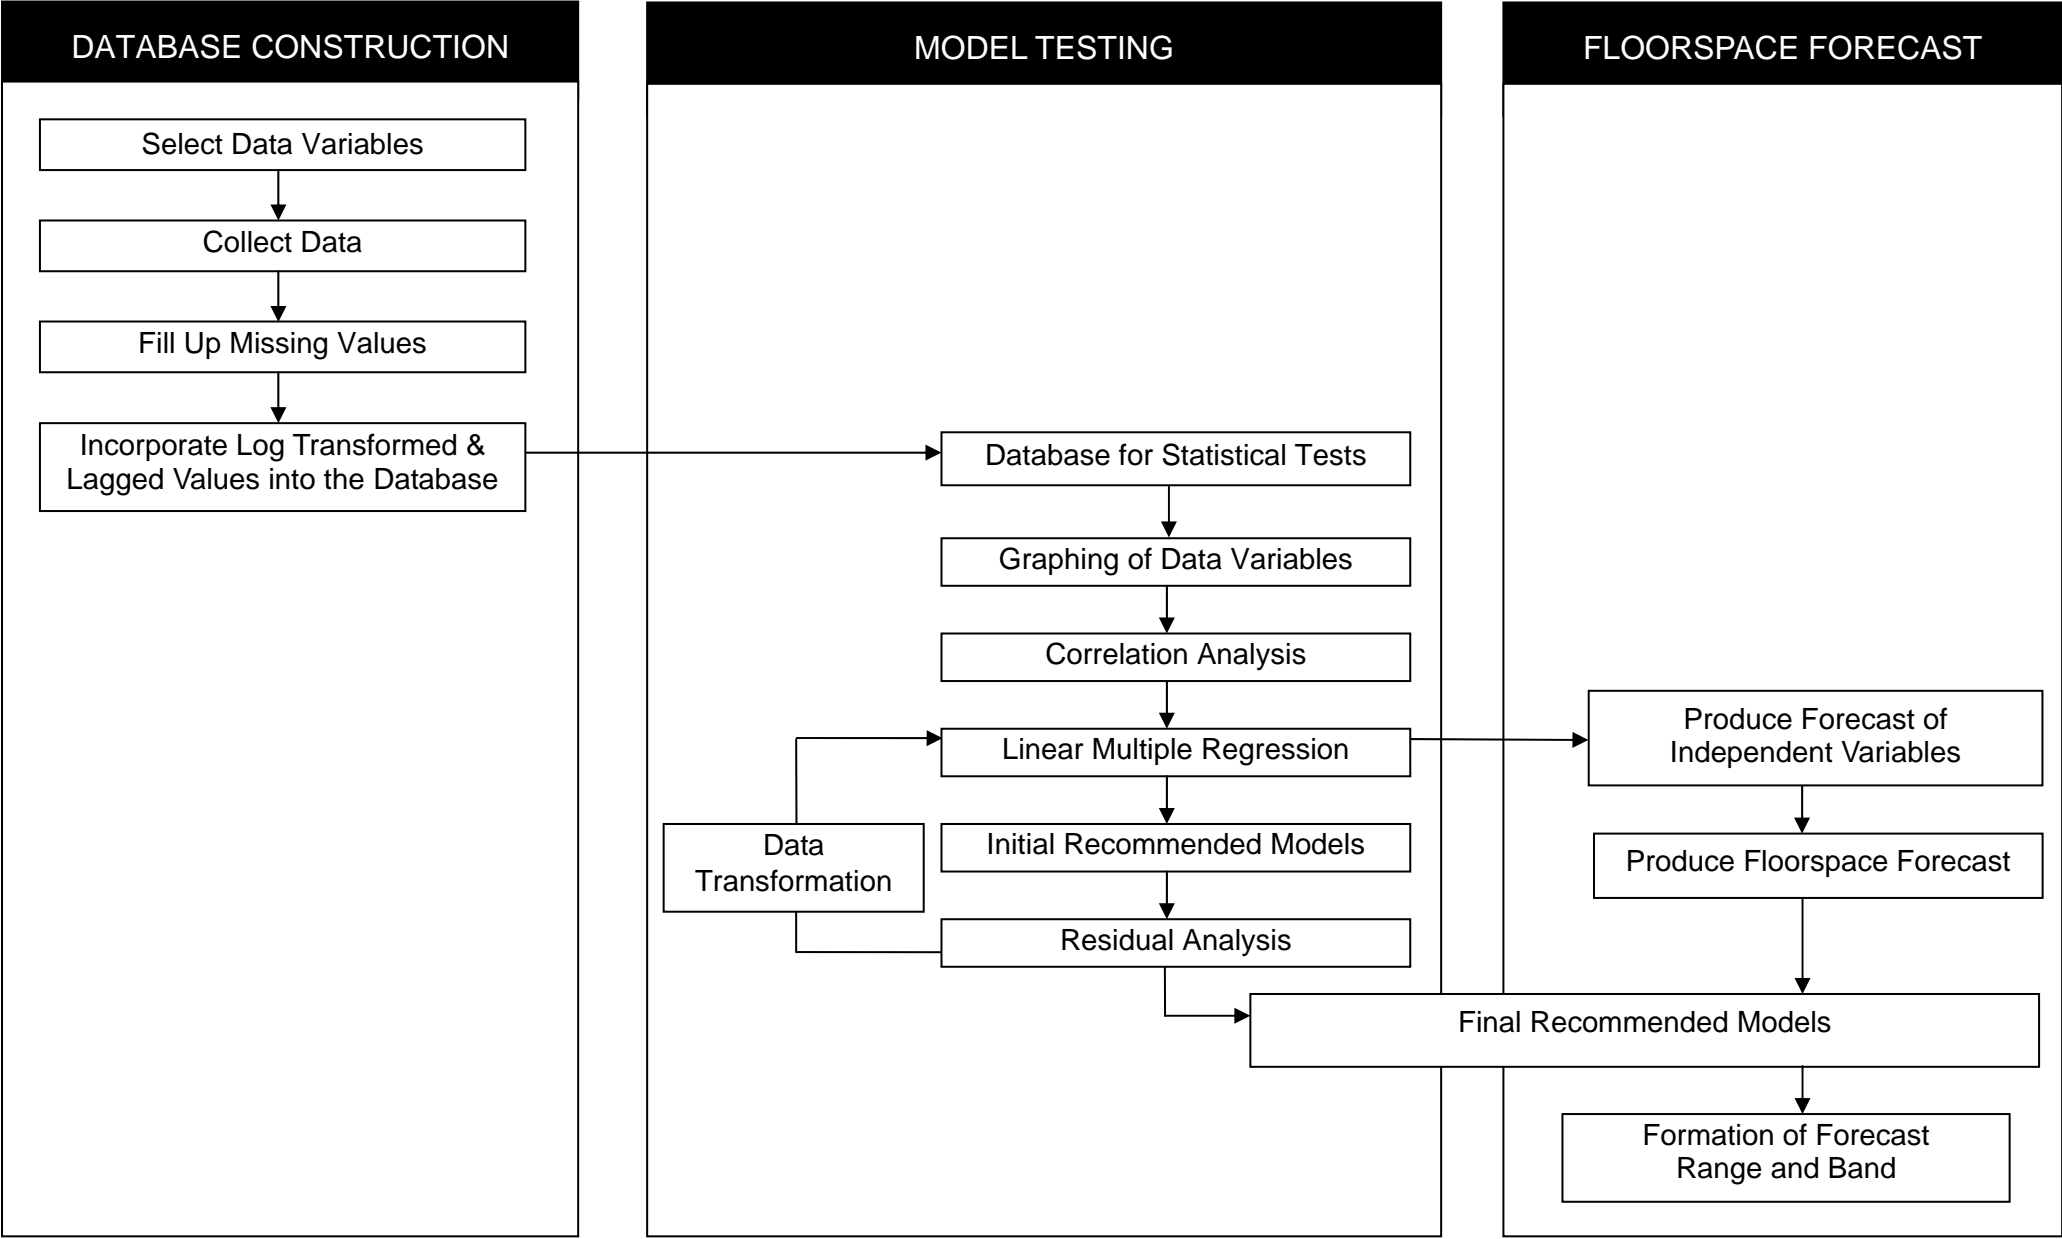 DATABASE CONSTRUCTION
Select Data Variables
Collect Data
Fill Up Missing Values
Incorporate Log Transformed &
Lagged Values into the Database
MODEL TESTING
Database for Statistical Tests
Graphing of Data Variables
Correlation Analysis
Linear Multiple Regression
Initial Recommended Models
Data
Transformation
Residual Analysis
FLOORSPACE FORECAST
Produce Forecast of
Independent Variables
Produce Floorspace Forecast
Final Recommended Models
Formation of Forecast
Range and Band